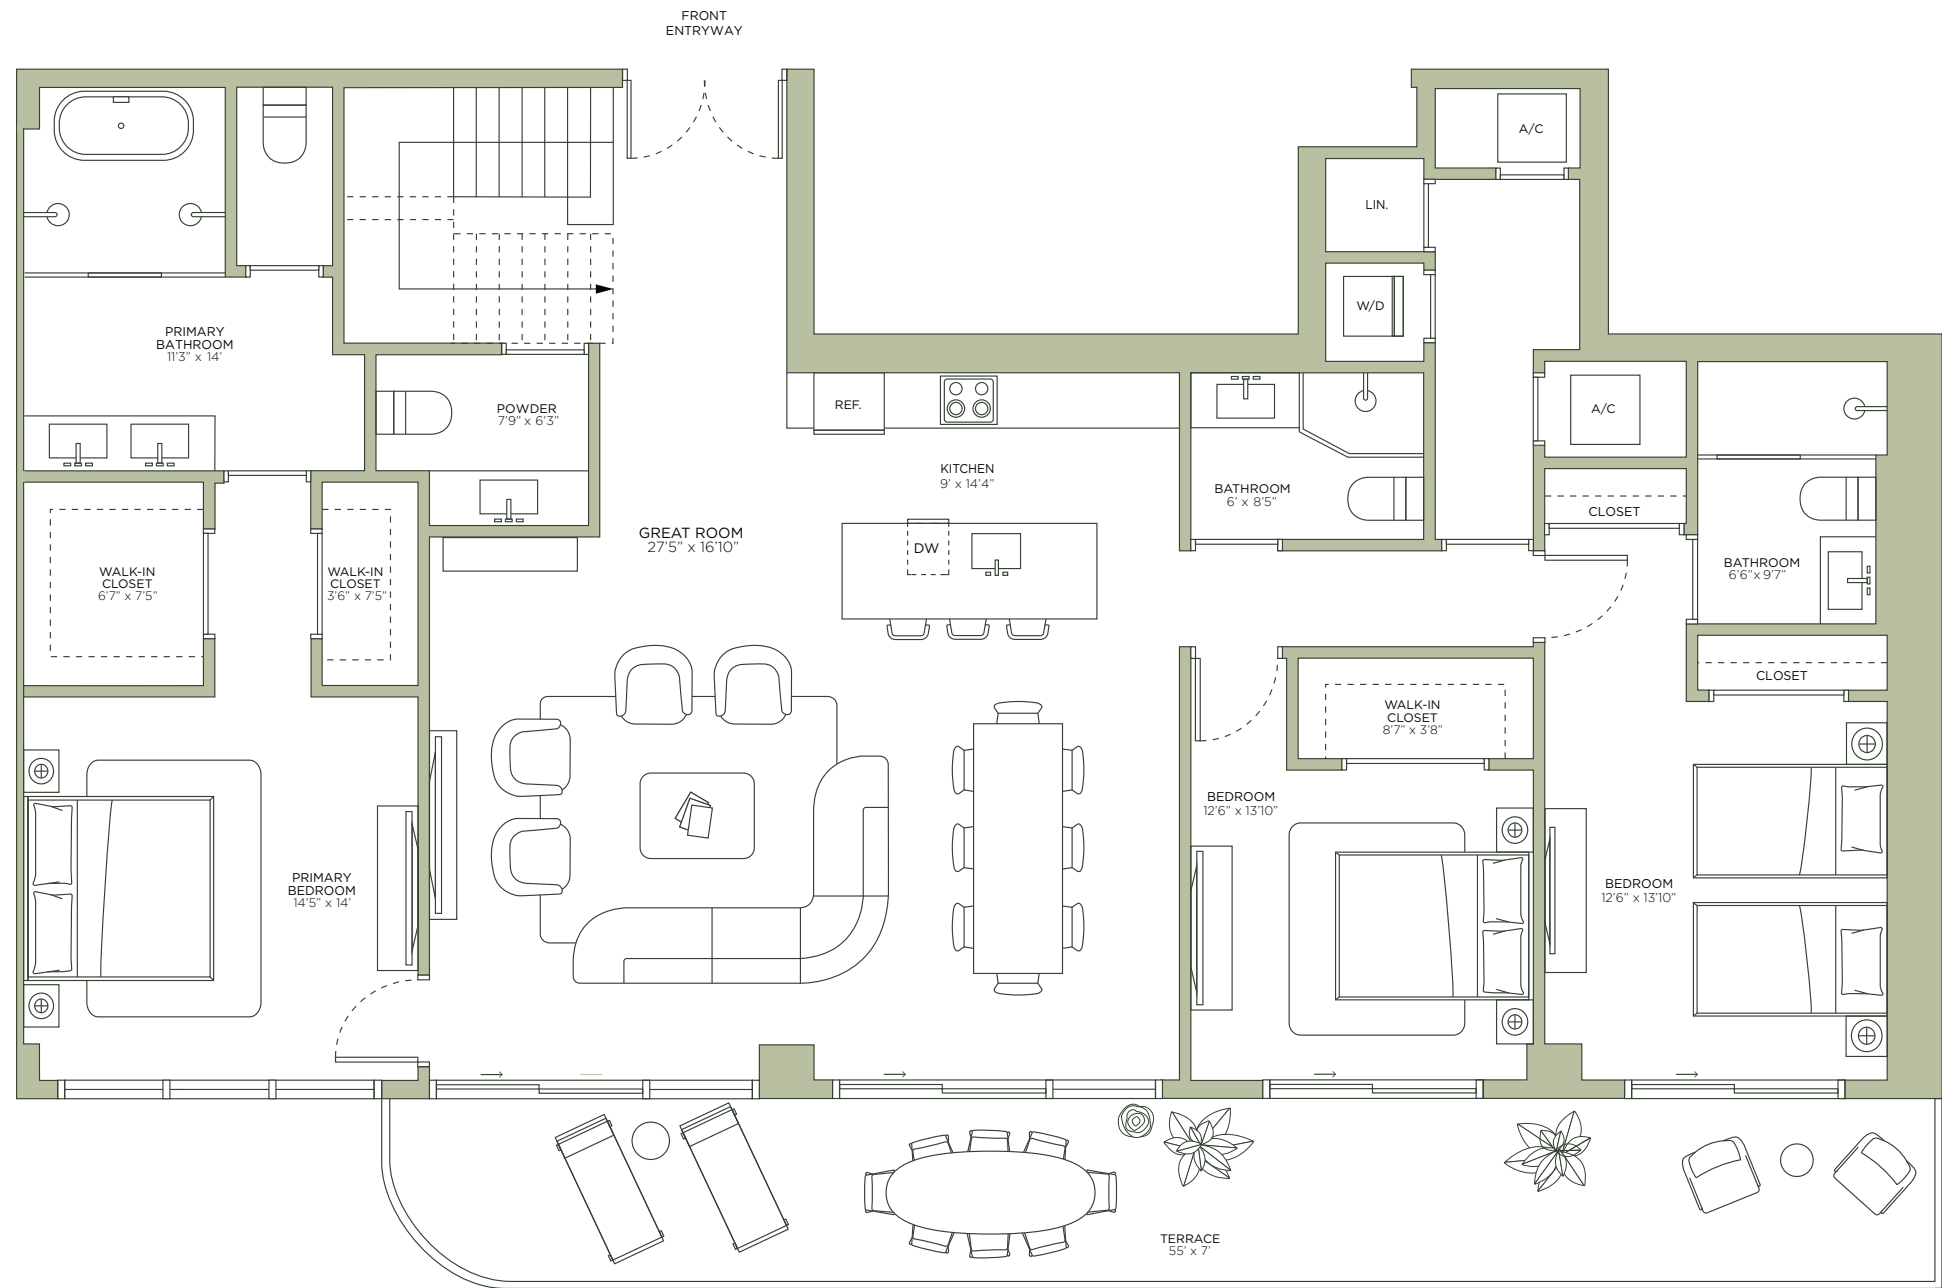 FRONT
ENTRYWAY
A/C
LIN.
W/D
PRIMARY
BATHROOM
11'3" x 14'
POWDER
7'9" x 6'3"
REF.
A/C
KITCHEN
9' x 14'4"
BATHROOM
6' x 8'5"
CLOSET
GREAT ROOM
27'5" x 16'10"
DW
BATHROOM
6'6"x 9'7"
WALK-IN
CLOSET
6'7" x 7'5"
WALK-IN
CLOSET
3'6" x 7'5"
CLOSET
WALK-IN
CLOSET
8'7" x 3'8"
BEDROOM
12'6" x 13'10"
PRIMARY
BEDROOM
14'5" x 14'
BEDROOM
12'6" x 13'10"
TERRACE
55' x 7'